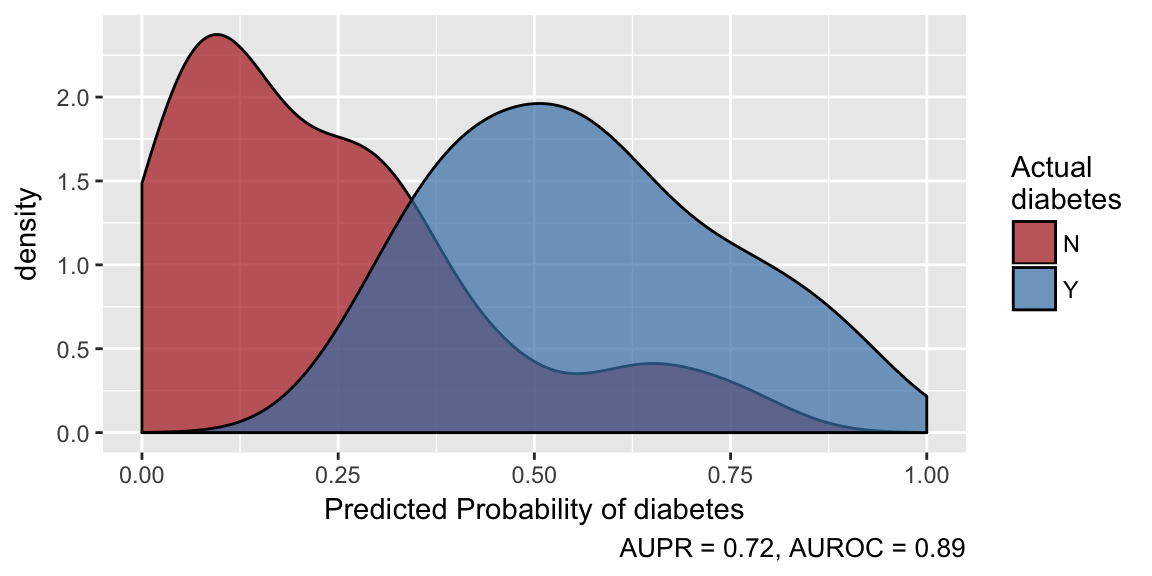 density
2.0
1.5
1.0
0.5
0.0
0.00 0.25 0.50 0.75 1.00
Predicted Probability of diabetes
AUPR = 0.72, AUROC = 0.89
Actual
diabetes
N
Y